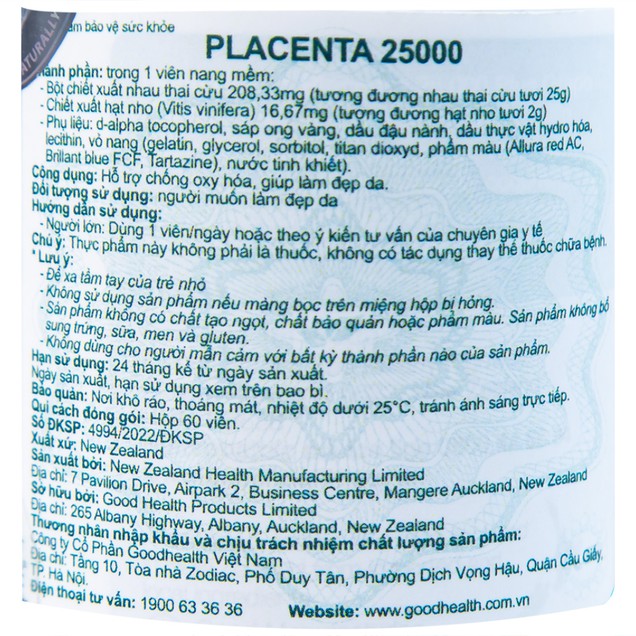 NATURALLY
bảo vệ sức khỏe
PLACENTA 25000
Thành phần: trong 1 viên nang mềm:
- Bột chiết xuất nhau thai cừu 208,33mg (tương đương nhau thai cừu tươi 25g)
- Chiết xuất hạt nho (Vitis vinifera) 16,67mg (tượng đương hạt nho tươi 2g)
- Phụ liệu: d-alpha tocopherol, sáp ong vàng, dầu đậu nành, dầu thực vật hydro hóa,
lecithin, vỏ nang (gelatin, glycerol, sorbitol, titan dioxyd, phẩm màu (Allura red AC,
Brillant blue FCF, Tartazine), nước tinh khiết).
Công dụng: Hỗ trợ chống oxy hóa, giúp làm đẹp da.
Đối tượng sử dụng: người muốn làm đẹp da
Hướng dẫn sử dụng:
- Người lớn: Dùng 1 viên/ngày hoặc theo ý kiến tư vấn của chuyên gia y tế
Chú ý: Thực phẩm này không phải là thuốc, không có tác dụng thay thế thuốc chữa bệnh.
* Lưu ý:
- Để xa tầm tay của trẻ nhỏ
- Không sử dụng sản phẩm nếu màng bọc trên miệng hộp bị hỏng.
- Sản phẩm không có chất tạo ngọt, chất bảo quản hoặc phẩm màu. Sản phẩm không bổ
sung trứng, sữa, men và gluten.
- Không dùng cho người mẫn cảm với bất kỳ thành phần nào của sản phẩm.
Hạn sử dụng: 24 tháng kể từ ngày sản xuất.
Ngày sản xuất, hạn sử dụng xem trên bao bì.
Bảo quản: Nơi khô ráo, thoáng mát, nhiệt độ dưới 25°C, tránh ánh sáng trực tiếp.
Qui cách đóng gói: Hộp 60 viên.
Số ĐKSP: 4994/2022/ĐKSP
Xuất xứ: New Zealand
Sản xuất bởi: New Zealand Health Manufacturing Limited
Địa chỉ: 7 Pavilion Drive, Airpark 2, Business Centre, Mangere Auckland, New Zealand
Sở hữu bởi: Good Health Products Limited
Địa chỉ: 265 Albany Highway, Albany, Auckland, New Zealand
Thương nhân nhập khẩu và chịu trách nhiệm chất lượng sản phẩm:
Công ty Cổ Phần Goodhealth Việt Nam
Địa chỉ: Tầng 10, Tòa nhà Zodiac, Phố Duy Tân, Phường Dịch Vọng Hậu, Quận Cầu Giấy,
TP. Hà Nội.
Điện thoại tư vấn: 1900 63 36 36 Website: www.goodhealth.com.vn